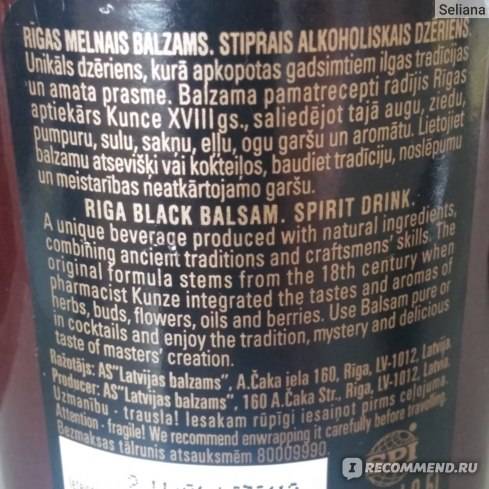 Seliana
RĪGAS MELNAIS BALZAMS. STIPRAIS ALKOHOLISKAIS DZĒRIENS.
Unikāls dzēriens, kurā apkopotas gadsimtiem ilgas tradīcijas
un amata prasme. Balzama pamatrecepti radījis Rīgas
aptiekārs Kunce XVIII gs., saliedējot tajā augu, ziedu,
pumpuru, sulu, sakņu, eļļu, ogu garšu un aromātu. Lietojiet
balzamu atsevišķi vai kokteiļos, baudiet tradīciju, noslēpumu
un meistarības neatkārtojamo garšu.
RIGA BLACK BALSAM. SPIRIT DRINK.
A unique beverage produced with natural ingredients,
combining ancient traditions and craftsmens' skills. The
original formula stems from the 18th century when
pharmacist Kunze integrated the tastes and aromas of
herbs, buds, flowers, oils and berries. Use Balsam pure or
in cocktails and enjoy the tradition, mystery and delicious
taste of masters' creation.
Ražotājs: AS"Latvijas balzams", A.Čaka iela 160, Rīga, LV-1012, Latvija.
Producer: AS"Latvijas balzams", 160 A.Čaka Str., Rīga, LV-1012, Latvia.
Uzmanību - trausla! Iesakam rūpīgi iesaiņot pirms ceļojuma.
Attention - fragile! We recommend enwrapping it carefully before travelling.
Bezmaksas tālrunis atsauksmēm 80009990.
SPI
IRECOMMEND.RU